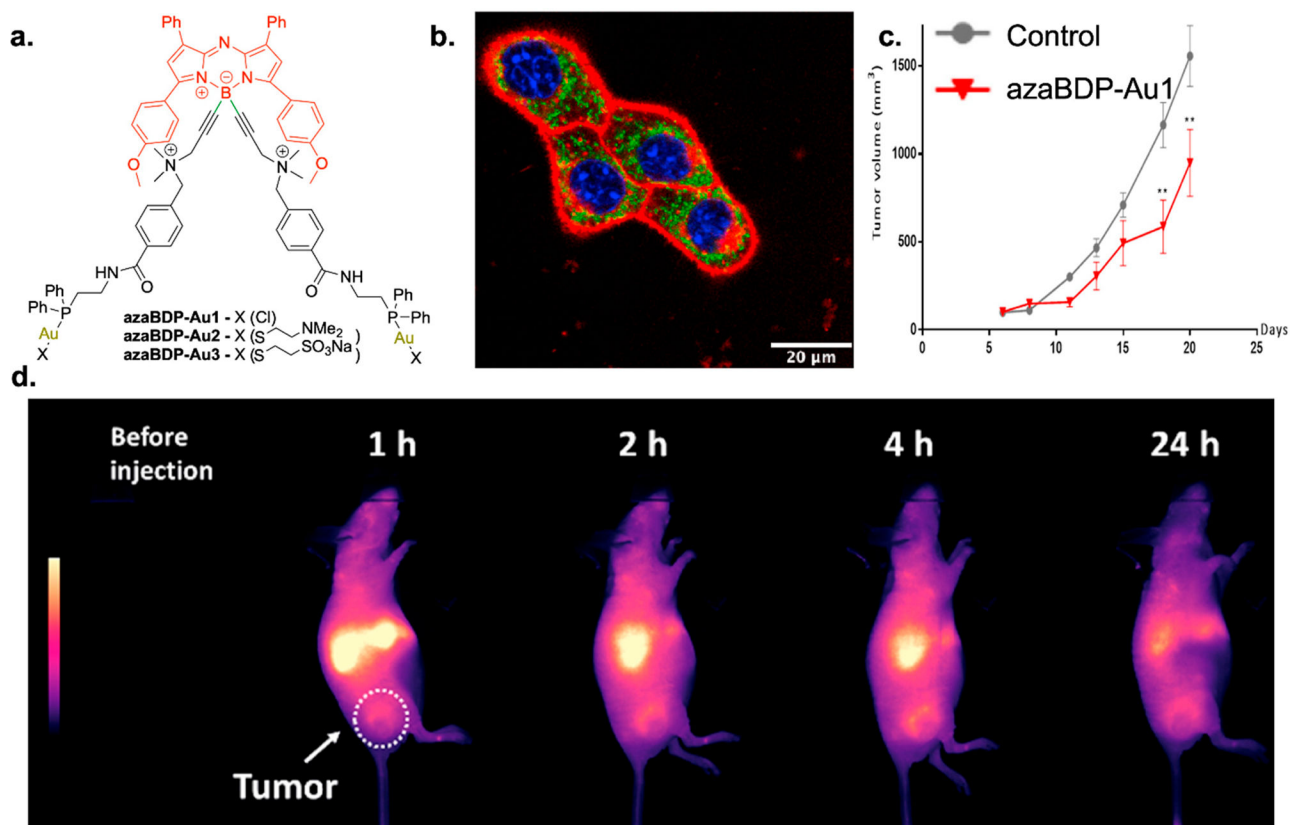 a.
Ph
Ph
N
N
N
B
O
O
N
N
NH
O
O
HN
Ph
Ph
P
P
Ph
Ph
Au
X
Au
X
azaBDP-Au1 - X (Cl)
azaBDP-Au2 - X (S NMe2)
azaBDP-Au3 - X (S SO3Na)
b.
20 µm
c.
Control
azaBDP-Au1
Tumor volume (mm³)
1500
1000
500
0
0
5
10
15
20
25
Days
**
**
d.
Before
injection
1 h
2 h
4 h
24 h
Tumor